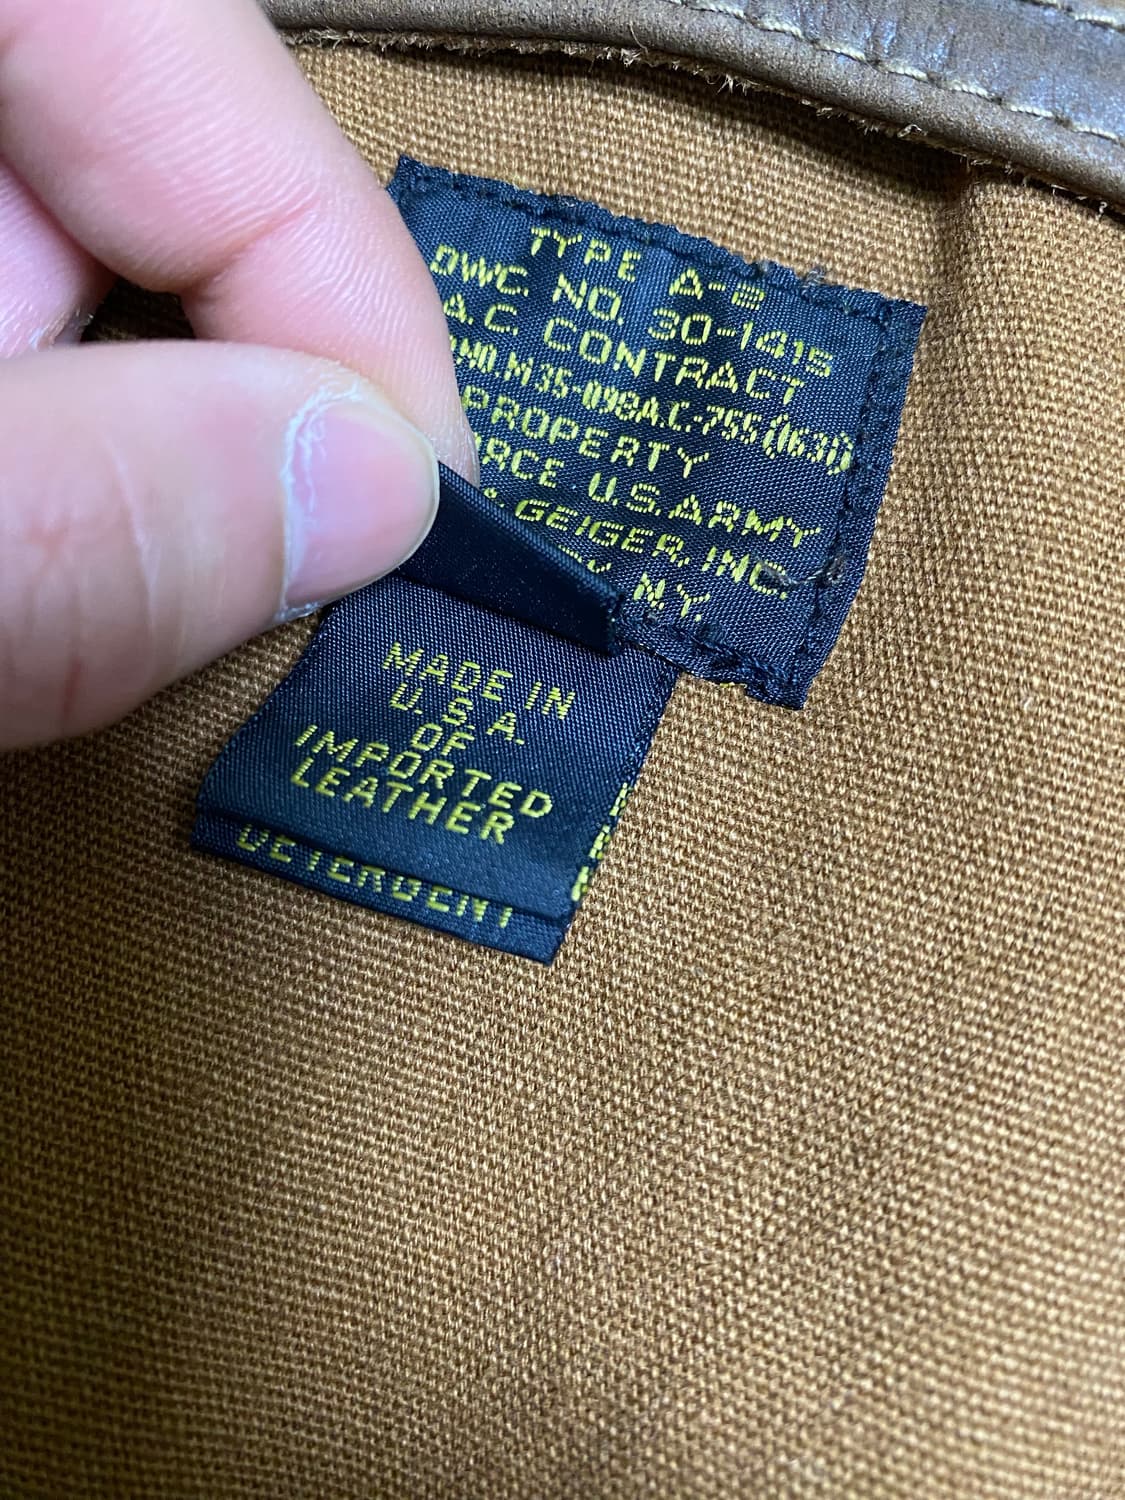 TYPE A-2
DWG. NO. 30-1415
A.C. CONTRACT
PROPERTY
U.S. ARMY
GEIGER, INC.
N.Y.
MADE IN
U.S.A.
OF
IMPORTED
LEATHER